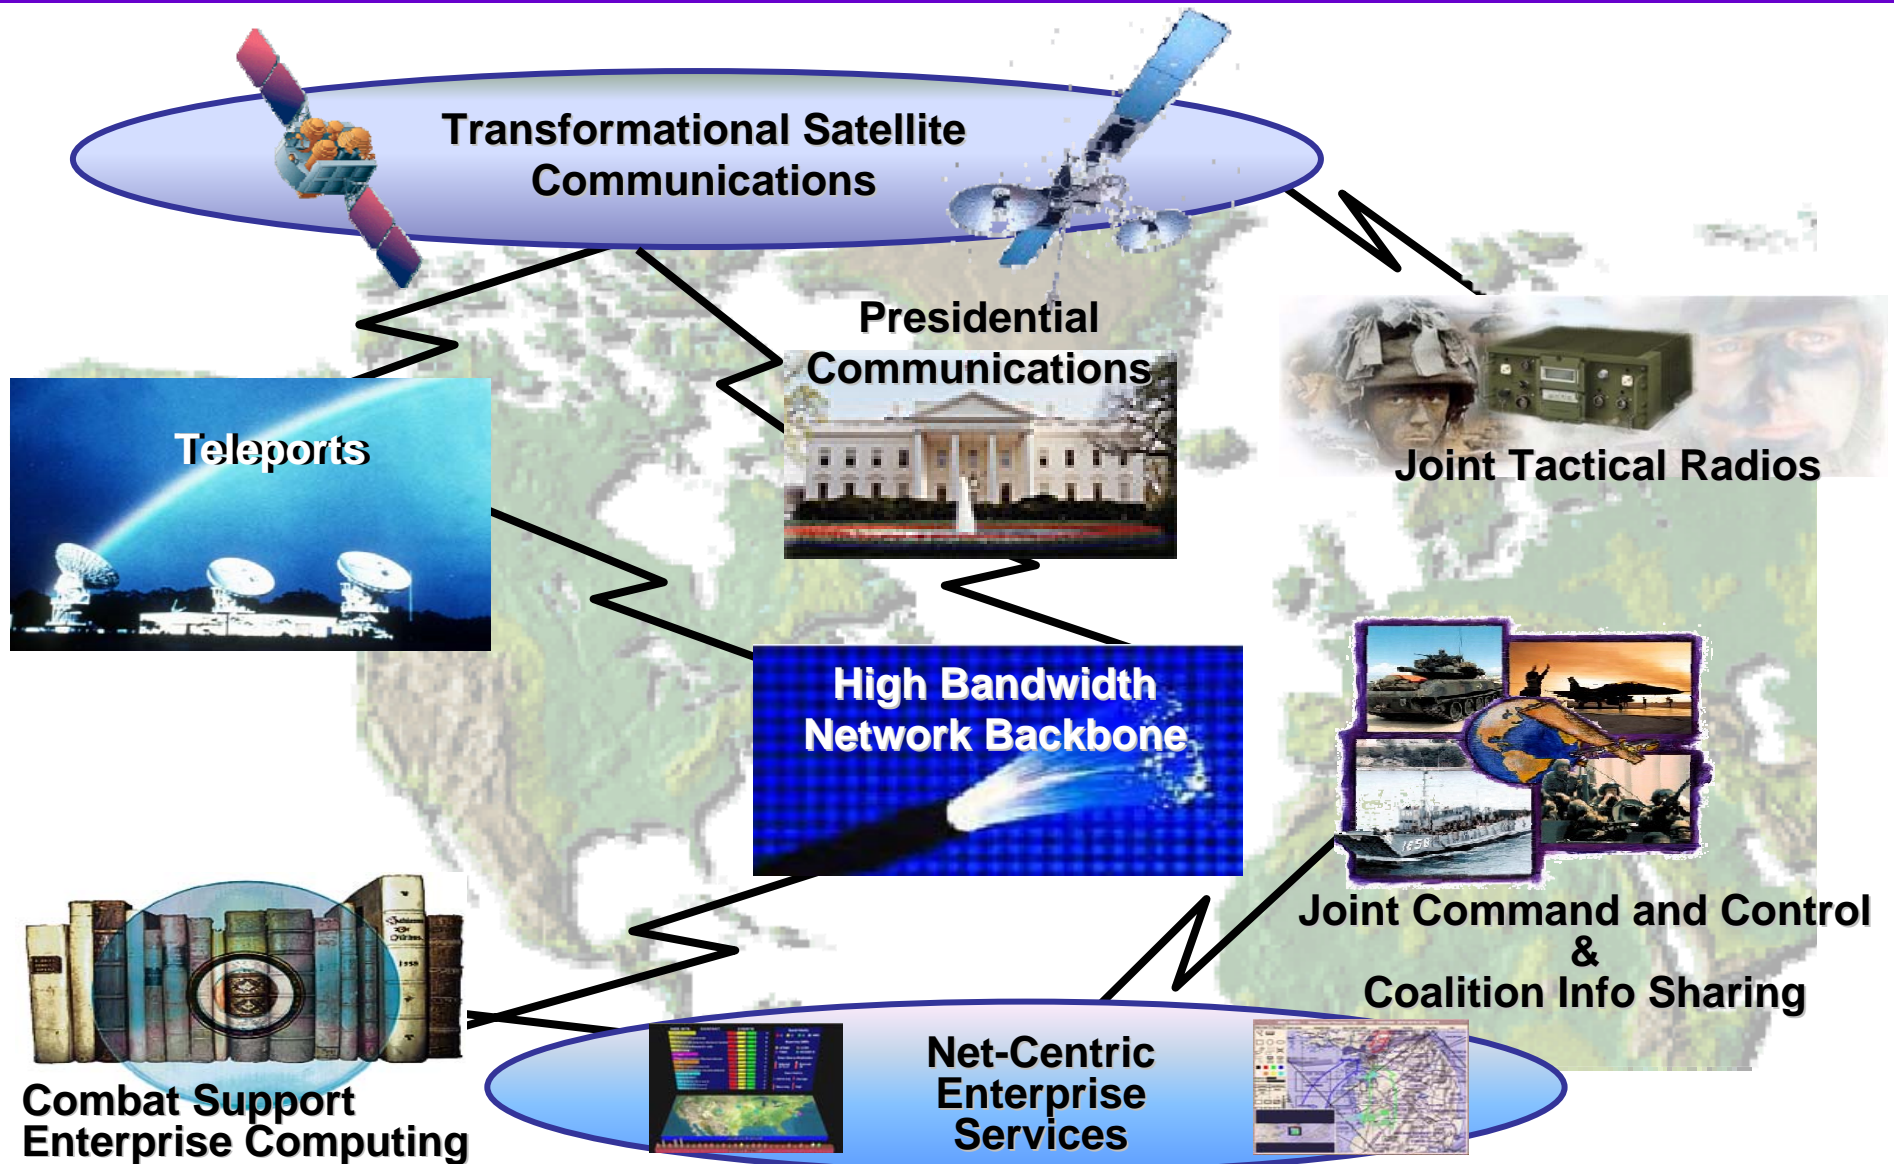 Transformational Satellite
Communications
Presidential
Communications
Teleports
Joint Tactical Radios
High Bandwidth
Network Backbone
1958
Joint Command and Control
&
Coalition Info Sharing
Combat Support
Enterprise Computing
Net-Centric
Enterprise
Services